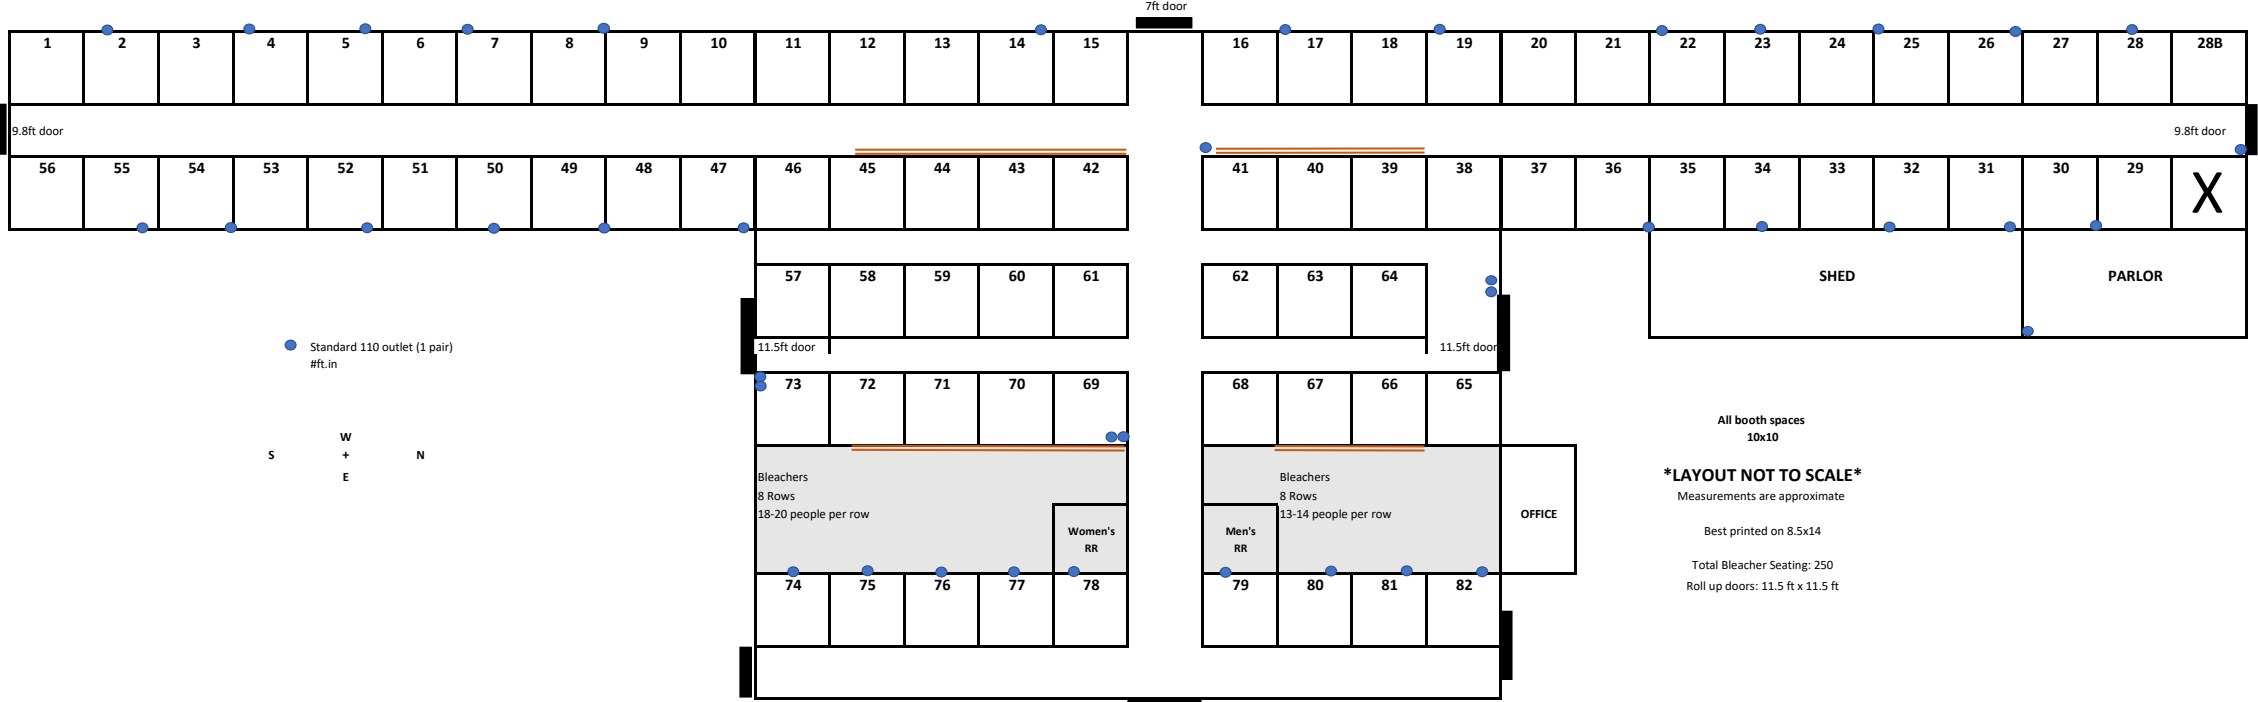 7ft door
1 2 3 4 5 6 7 8 9 10 11 12 13 14 15 16 17 18 19 20 21 22 23 24 25 26 27 28 28B
9.8ft door 9.8ft door
56 55 54 53 52 51 50 49 48 47 46 45 44 43 42 41 40 39 38 37 36 35 34 33 32 31 30 29 X
57 58 59 60 61 62 63 64 SHED PARLOR
Standard 110 outlet (1 pair)
#ft.in
11.5ft door 11.5ft door
73 72 71 70 69 68 67 66 65
W
S + N
E
All booth spaces
10x10
*LAYOUT NOT TO SCALE*
Measurements are approximate
Best printed on 8.5x14
Total Bleacher Seating: 250
Roll up doors: 11.5 ft x 11.5 ft
Bleachers
8 Rows
18-20 people per row
Women's
RR
Men's
RR
Bleachers
8 Rows
13-14 people per row
OFFICE
74 75 76 77 78 79 80 81 82